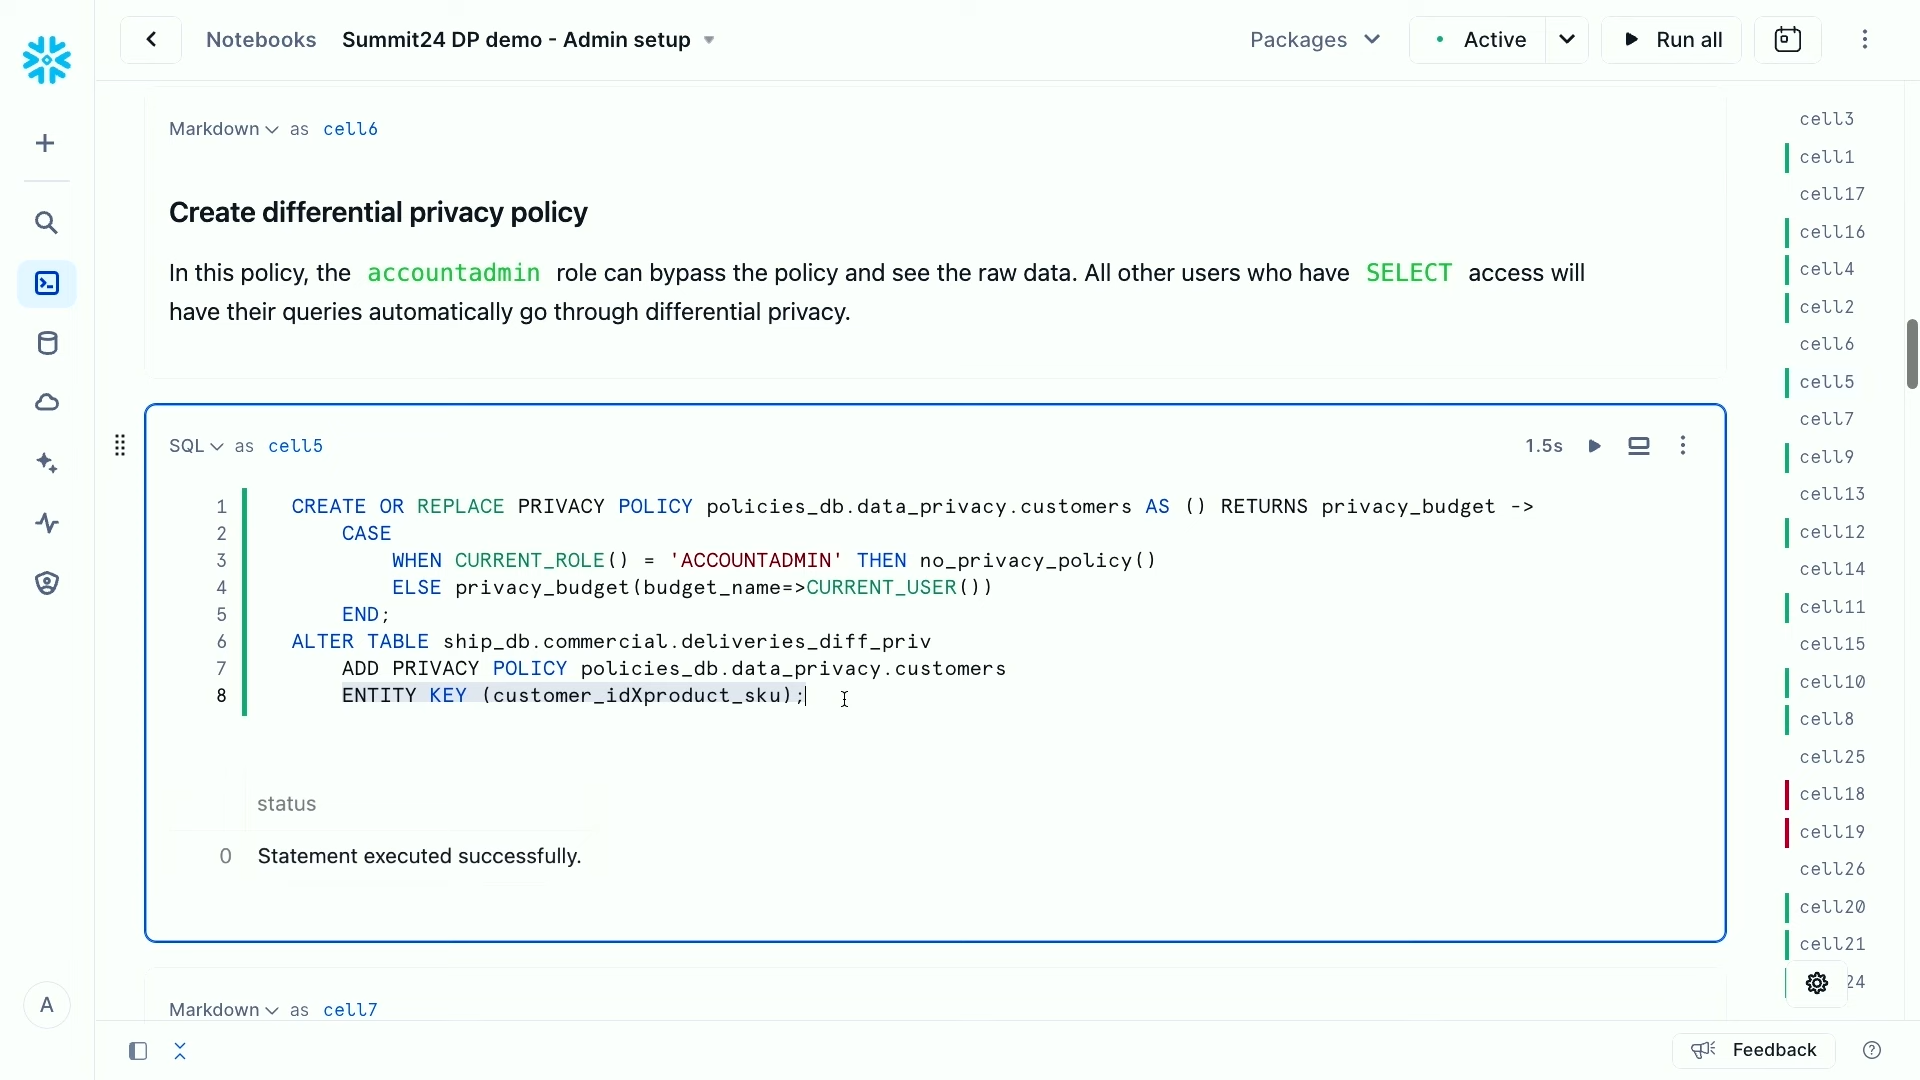 Notebooks
Summit24 DP demo - Admin setup
Packages
Active
Run all
Markdown as cell6
Create differential privacy policy
In this policy, the accountadmin role can bypass the policy and see the raw data. All other users who have SELECT access will
have their queries automatically go through differential privacy.
SQL as cell5
1.5s
1 CREATE OR REPLACE PRIVACY POLICY policies_db.data_privacy.customers AS () RETURNS privacy_budget ->
2 CASE
3 WHEN CURRENT_ROLE() = 'ACCOUNTADMIN' THEN no_privacy_policy()
4 ELSE privacy_budget(budget_name=>CURRENT_USER())
5 END;
6 ALTER TABLE ship_db.commercial.deliveries_diff_priv
7 ADD PRIVACY POLICY policies_db.data_privacy.customers
8 ENTITY KEY (customer_idXproduct_sku);
status
0 Statement executed successfully.
Markdown as cell7
cell3
cell1
cell17
cell16
cell4
cell2
cell6
cell5
cell7
cell9
cell13
cell12
cell14
cell11
cell15
cell10
cell8
cell25
cell18
cell19
cell26
cell20
cell21
24
A
Feedback